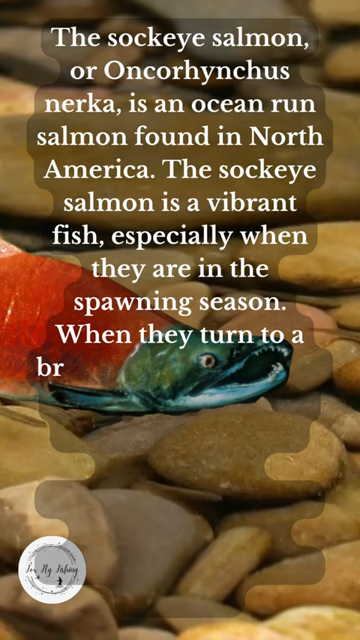 The sockeye salmon,
or Oncorhynchus
nerka, is an ocean run
salmon found in North
America. The sockeye
salmon is a vibrant
fish, especially when
they are in the
spawning season.
When they turn to a
br